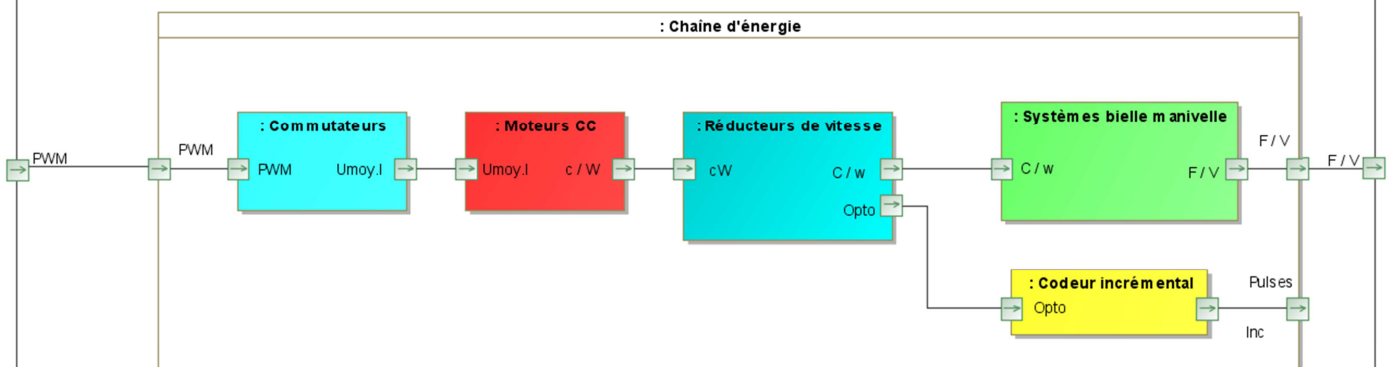 : Chaîne d'énergie
PWM
PWM
: Commutateurs
PWM
Umoy.I
: Moteurs CC
Umoy.I
c / W
: Réducteurs de vitesse
cW
C / w
Opto
: Systèmes bielle manivelle
C / w
F / V
F / V
F / V
: Codeur incrémental
Opto
Pulses
Inc